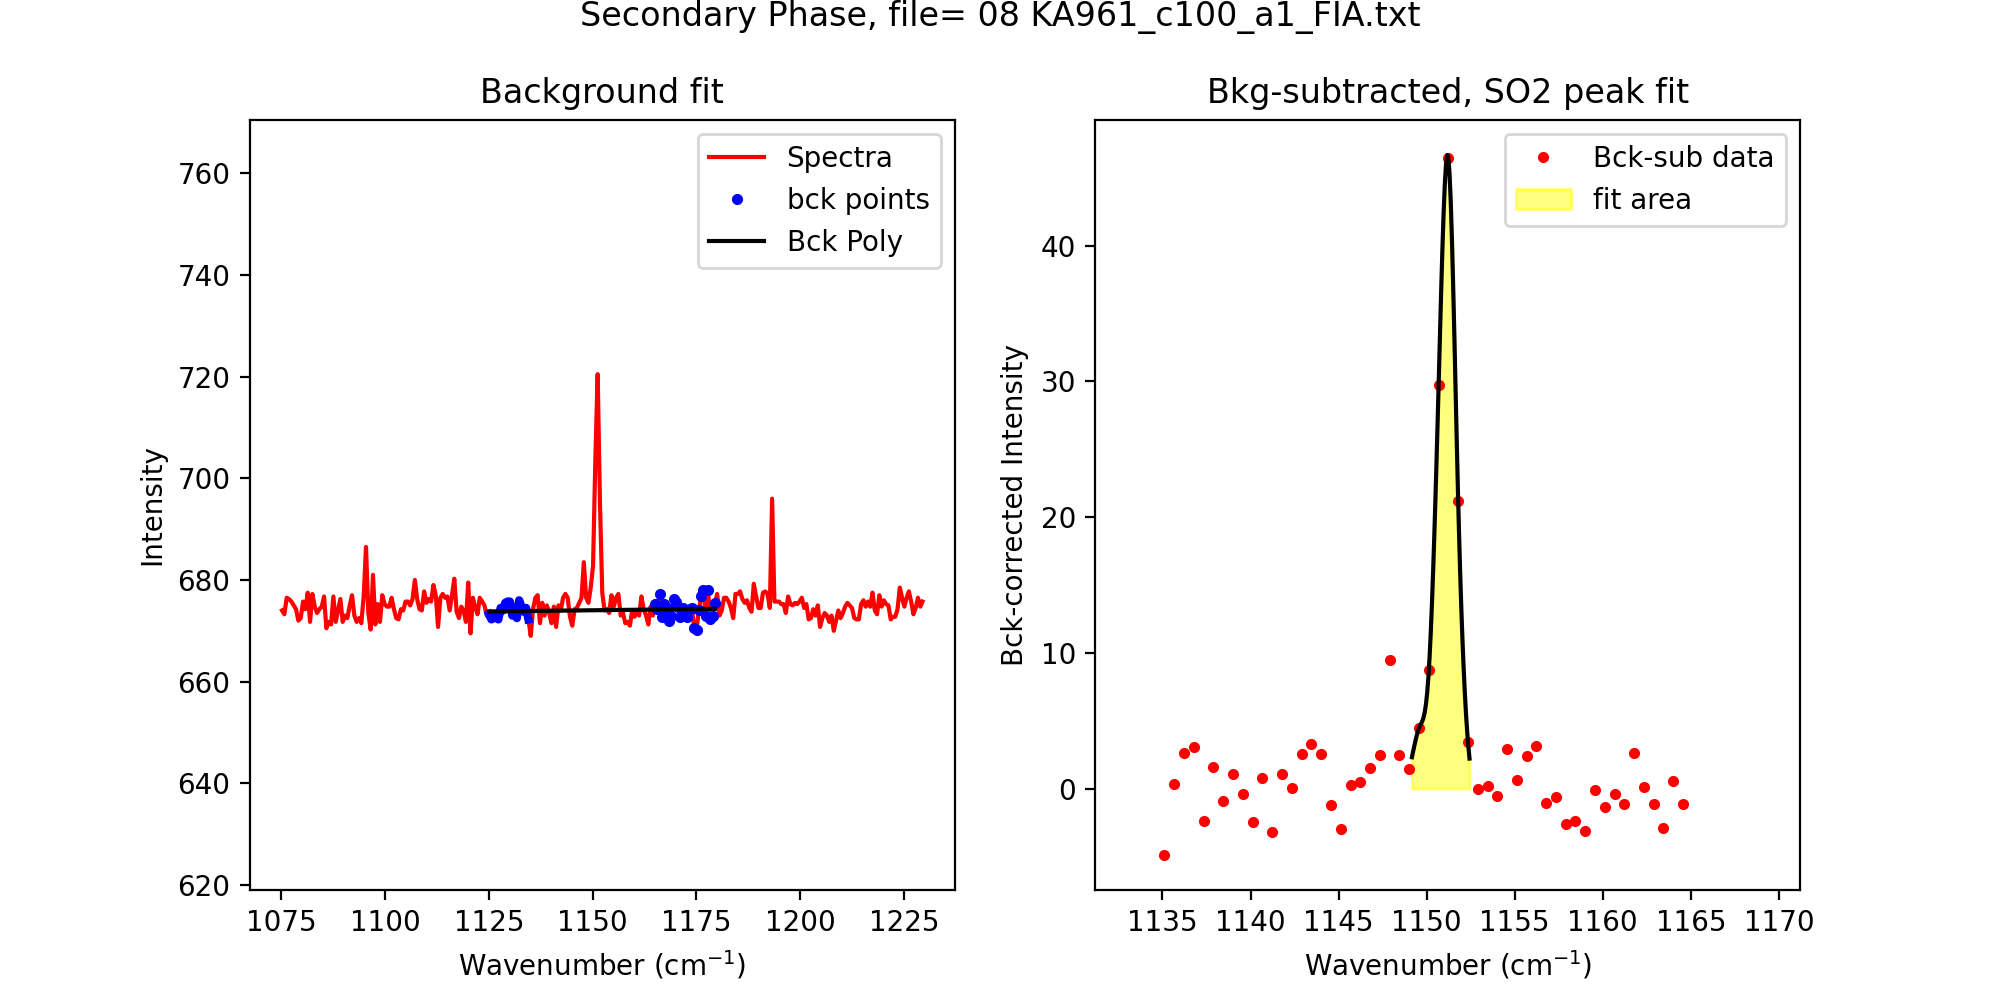 Secondary Phase, file= 08 KA961_c100_a1_FIA.txt
Background fit
Intensity
760
740
720
700
680
660
640
620
Spectra
bck points
Bck Poly
1075 1100 1125 1150 1175 1200 1225
Wavenumber (cm⁻¹)
Bkg-subtracted, SO2 peak fit
Bck-corrected Intensity
40
30
20
10
0
Bck-sub data
fit area
1135 1140 1145 1150 1155 1160 1165 1170
Wavenumber (cm⁻¹)